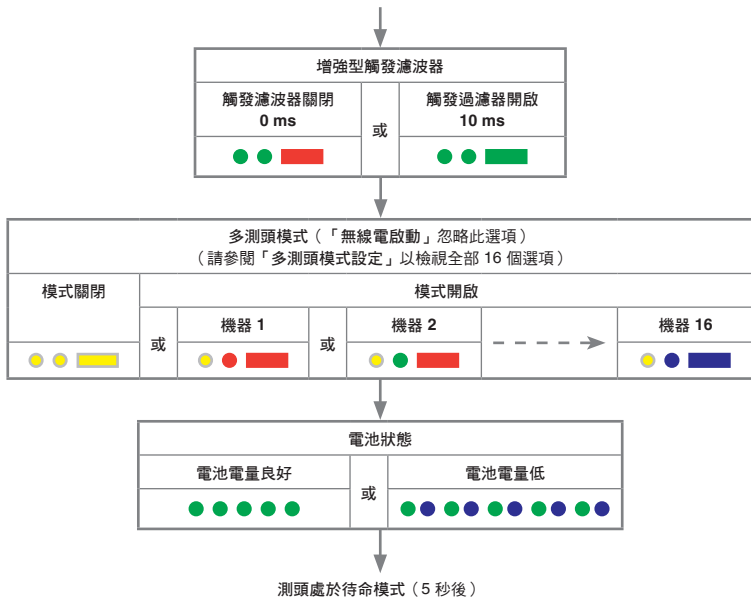 增強型觸發濾波器
觸發濾波器關閉
0 ms
或
觸發過濾器開啟
10 ms
多測頭模式（「無線電啟動」忽略此選項）
（請參閱「多測頭模式設定」以檢視全部 16 個選項）
模式關閉
模式開啟
或
機器 1
或
機器 2
機器 16
電池狀態
電池電量良好
或
電池電量低
測頭處於待命模式（5 秒後）